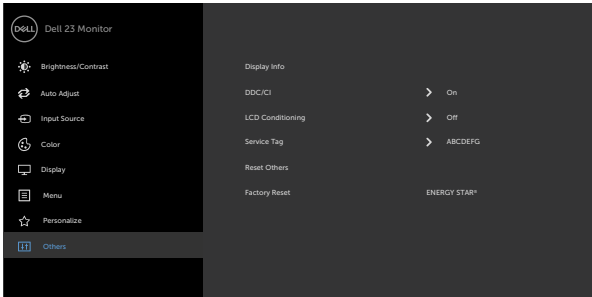 DELL Dell 23 Monitor
Brightness/Contrast
Auto Adjust
Input Source
Color
Display
Menu
Personalize
Others
Display Info
DDC/CI On
LCD Conditioning Off
Service Tag ABCDEFG
Reset Others
Factory Reset ENERGY STAR®